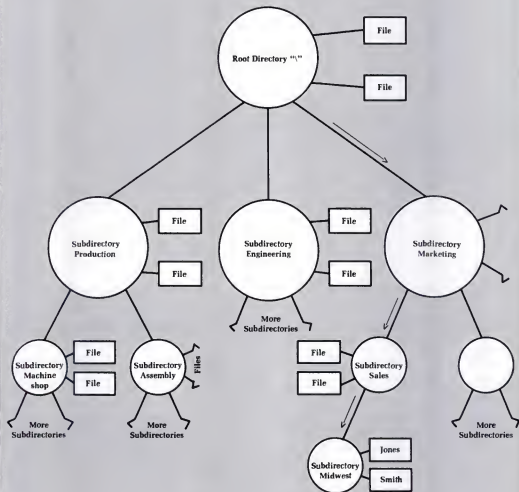 File
Root Directory "\"
File
File
Subdirectory
Production
File
File
Subdirectory
Engineering
File
Subdirectory
Marketing
More
Subdirectories
Subdirectory
Machine
shop
File
File
Subdirectory
Assembly
Files
File
File
Subdirectory
Sales
More
Subdirectories
More
Subdirectories
More
Subdirectories
Subdirectory
Midwest
Jones
Smith